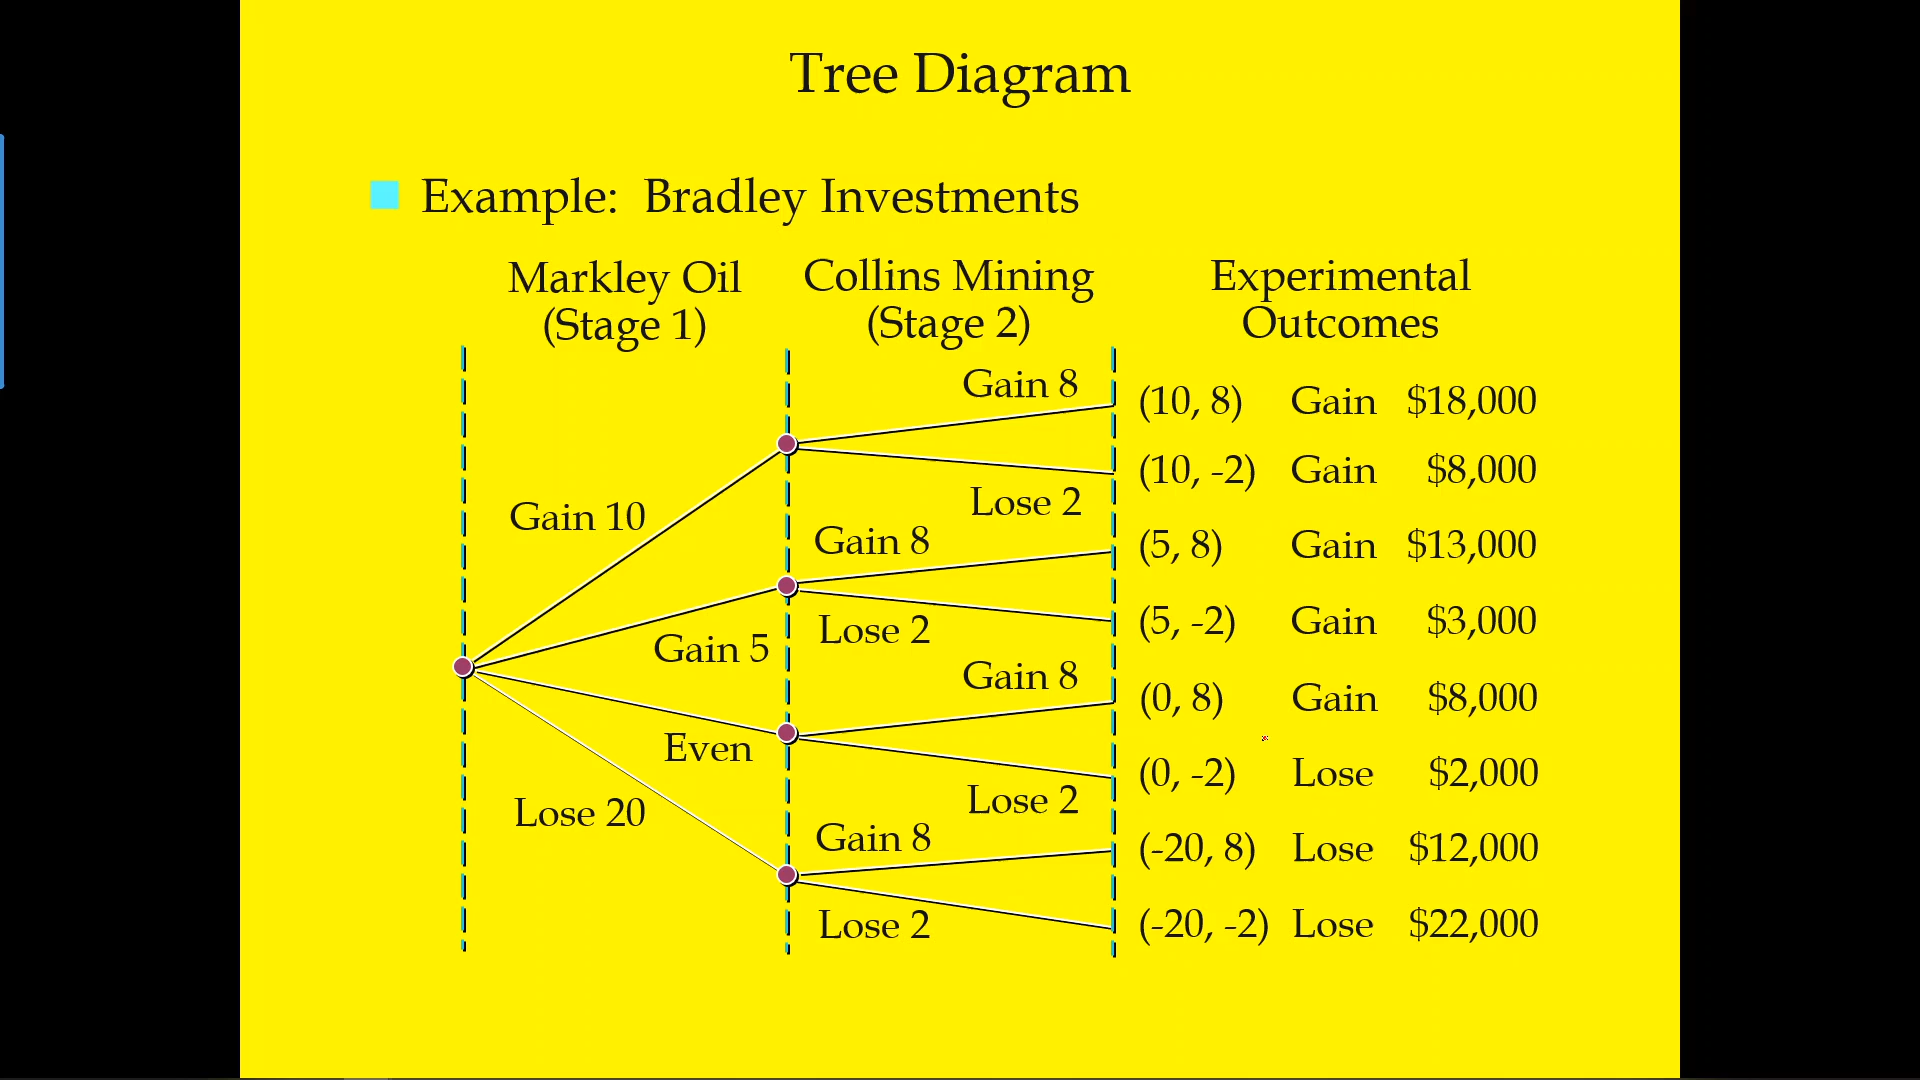 Tree Diagram
Example: Bradley Investments
Markley Oil
(Stage 1)
Collins Mining
(Stage 2)
Experimental
Outcomes
Gain 8
(10, 8) Gain $18,000
(10, -2) Gain $8,000
Lose 2
Gain 10
Gain 8
(5, 8) Gain $13,000
Lose 2
(5, -2) Gain $3,000
Gain 5
Gain 8
(0, 8) Gain $8,000
Even
(0, -2) Lose $2,000
Lose 2
Lose 20
Gain 8
(-20, 8) Lose $12,000
Lose 2
(-20, -2) Lose $22,000